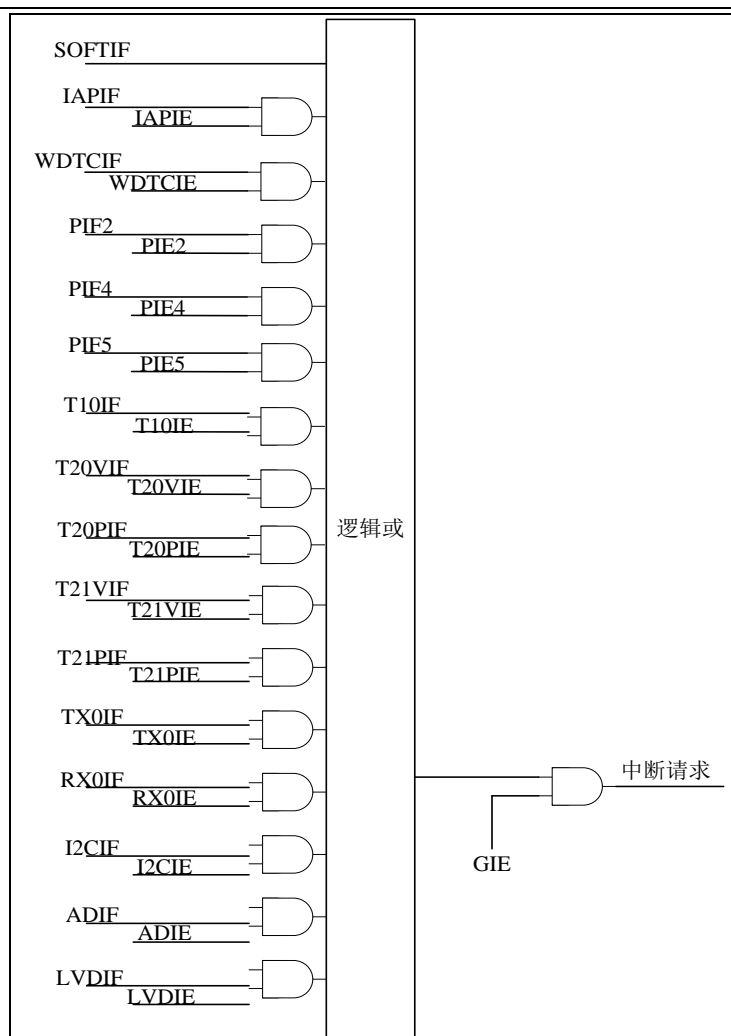 SOFTIF
IAPIF
IAPIE
WDTCIF
WDTCIE
PIF2
PIE2
PIF4
PIE4
PIF5
PIE5
T10IF
T10IE
T20VIF
T20VIE
T20PIF
T20PIE
逻辑或
T21VIF
T21VIE
T21PIF
T21PIE
TX0IF
TX0IE
RX0IF
RX0IE
中断请求
I2CIF
I2CIE
GIE
ADIF
ADIE
LVDIF
LVDIE